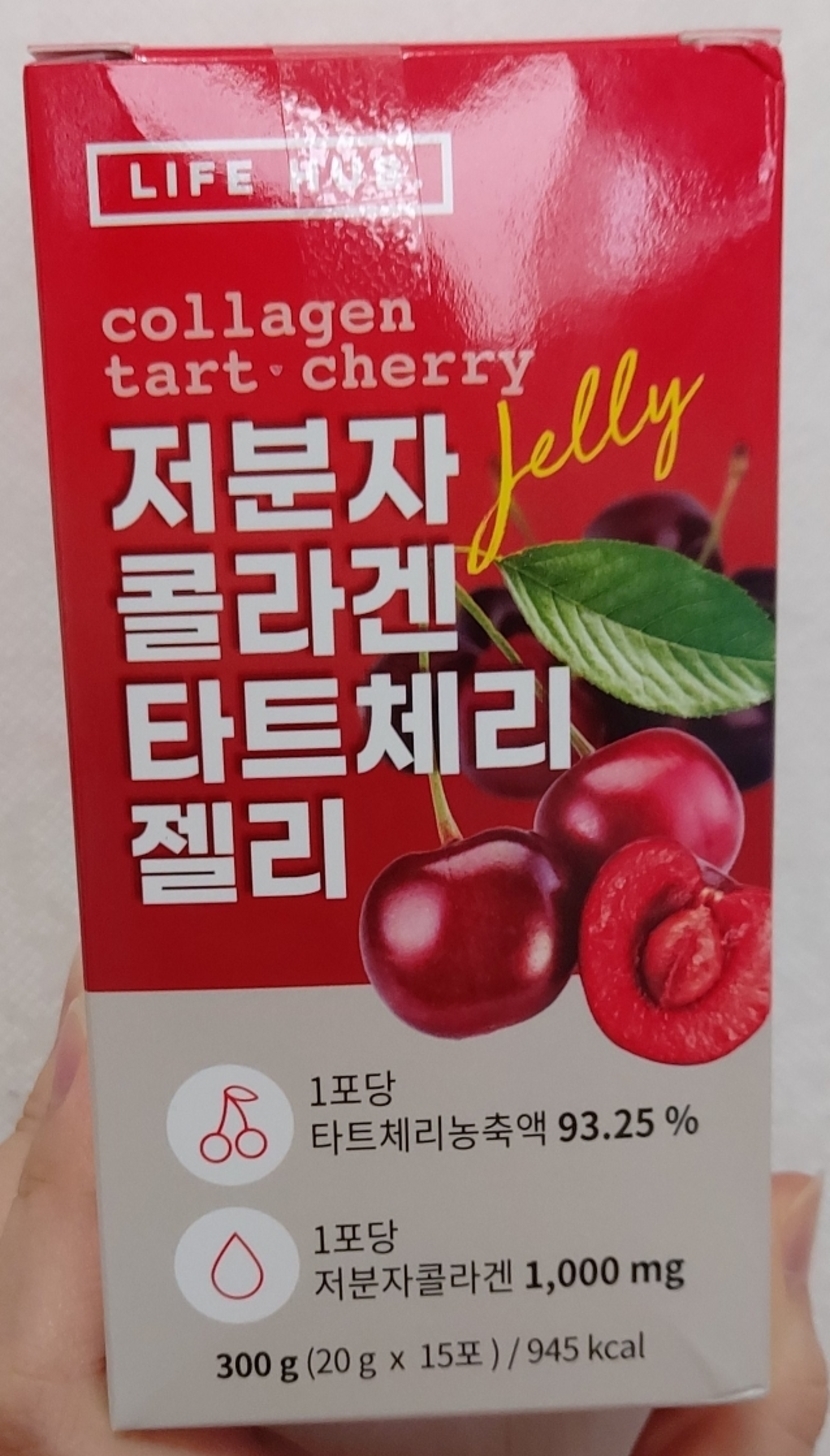 LIFE
collagen
tart cherry
Jelly
저분자
콜라겐
타트체리
젤리
1포당
타트체리농축액 93.25 %
1포당
저분자콜라겐 1,000 mg
300 g (20 g x 15포) / 945 kcal